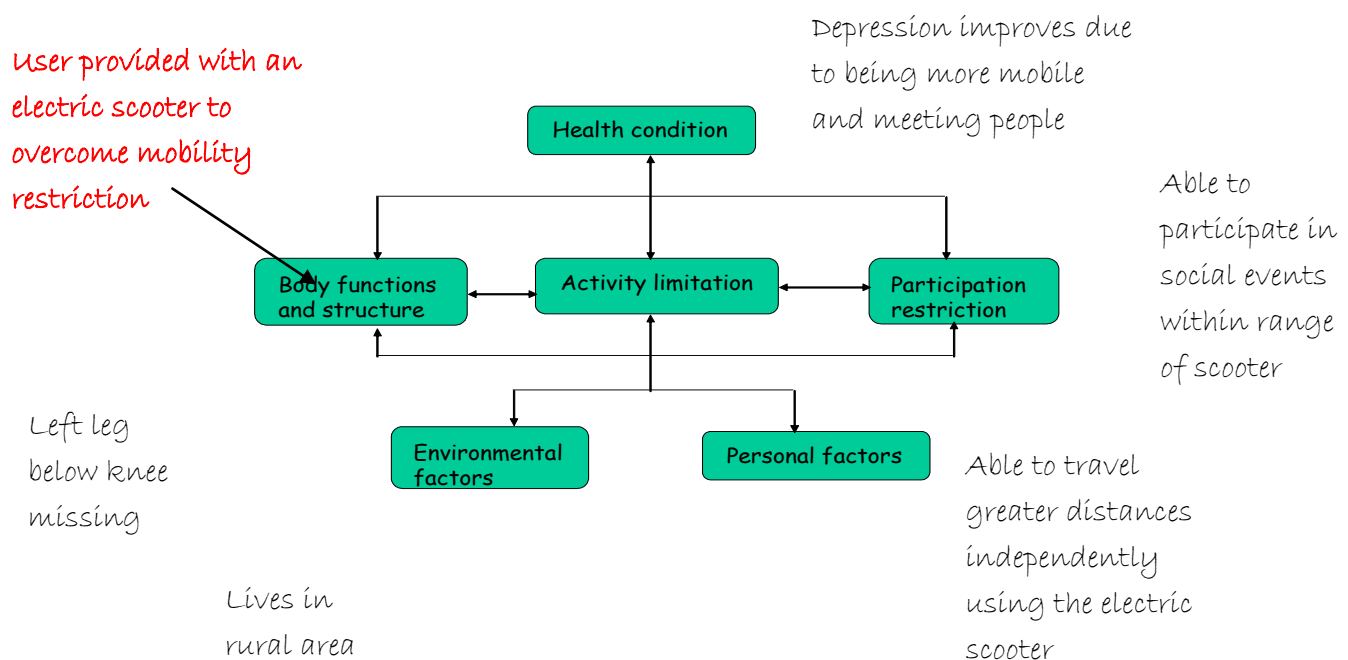 Depression improves due
to being more mobile
and meeting people
User provided with an
electric scooter to
overcome mobility
restriction
Health condition
Able to
participate in
social events
within range
of scooter
Body functions
and structure
Activity limitation
Participation
restriction
Left leg
below knee
missing
Environmental
factors
Personal factors
Able to travel
greater distances
independently
using the electric
scooter
Lives in
rural area